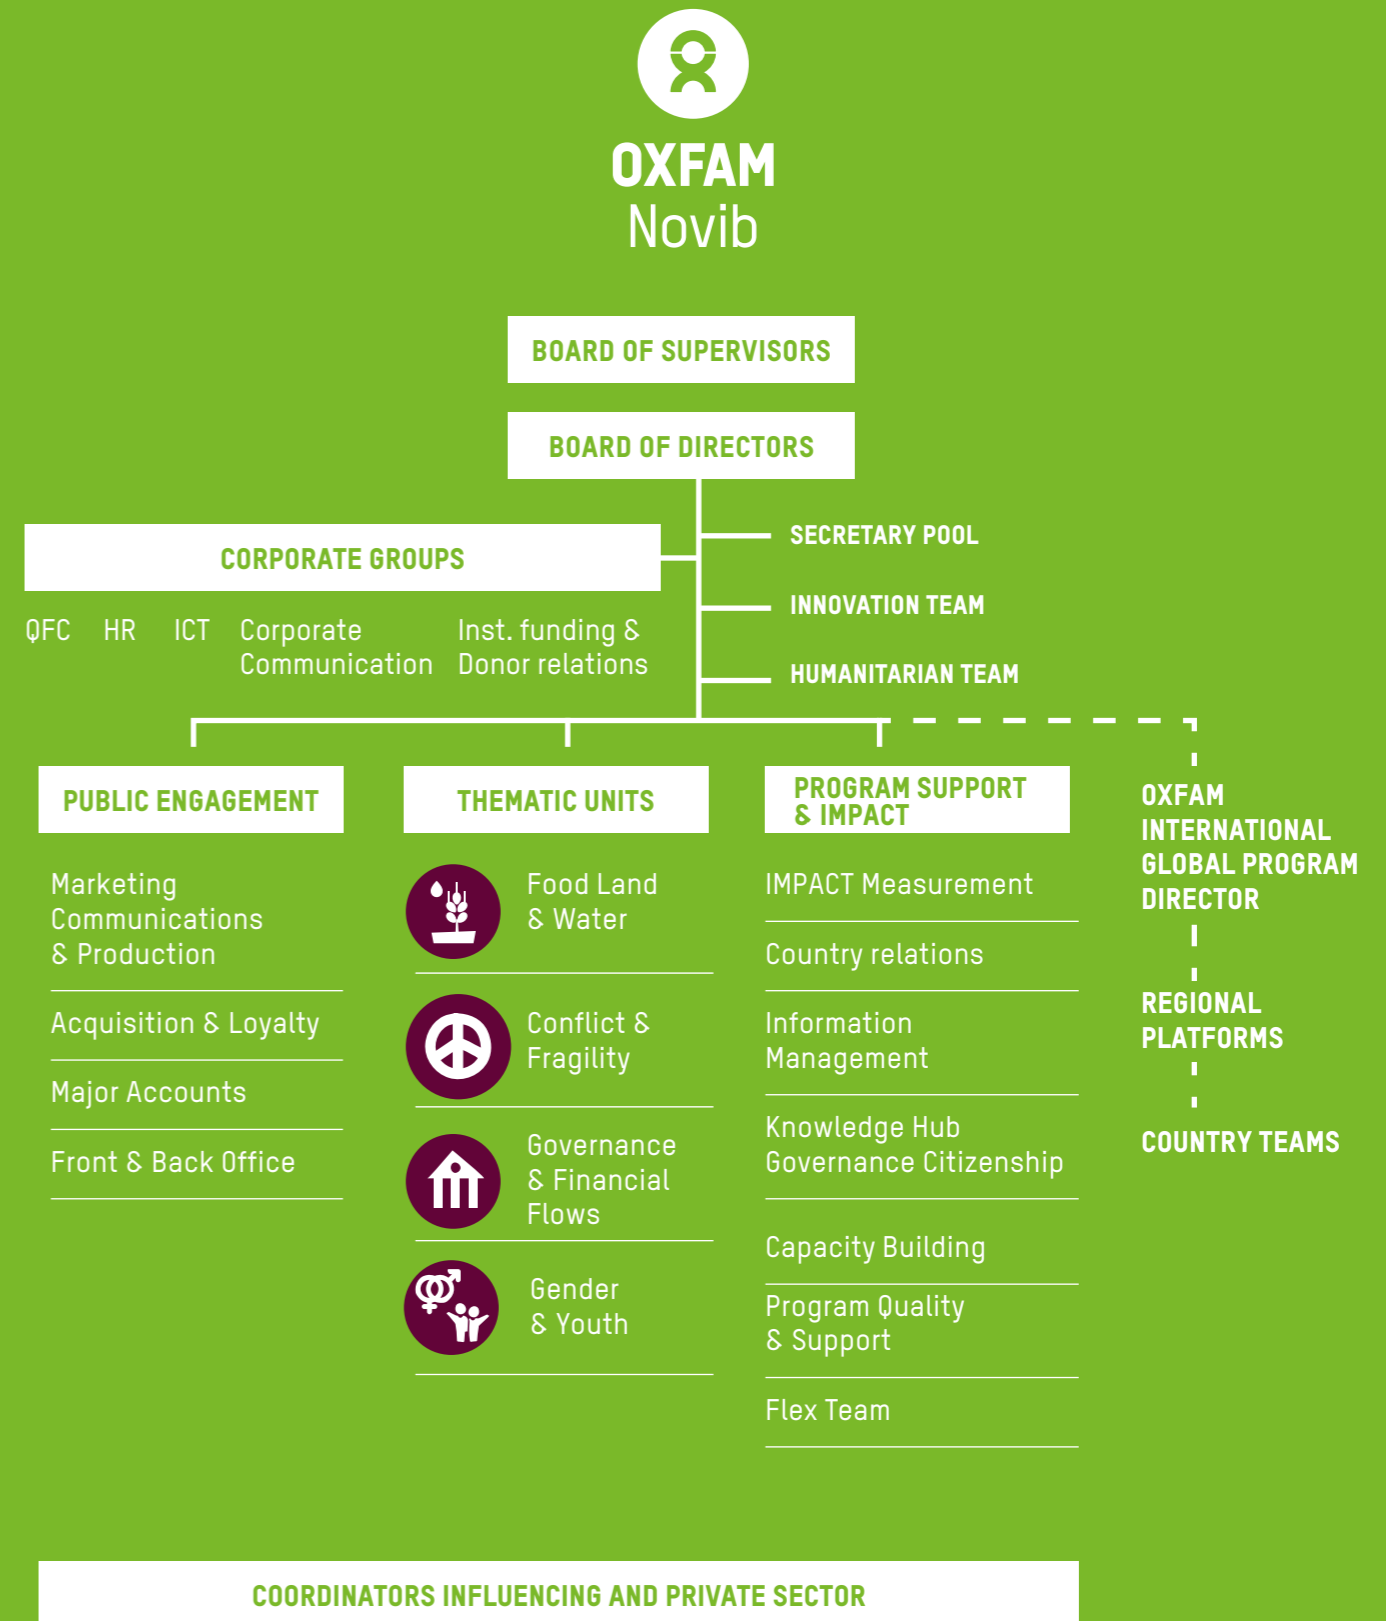 OXFAM
Novib
BOARD OF SUPERVISORS
BOARD OF DIRECTORS
SECRETARY POOL
INNOVATION TEAM
HUMANITARIAN TEAM
CORPORATE GROUPS
QFC
HR
ICT
Corporate
Communication
Inst. funding &
Donor relations
PUBLIC ENGAGEMENT
Marketing
Communications
& Production
Acquisition & Loyalty
Major Accounts
Front & Back Office
THEMATIC UNITS
Food Land
& Water
Conflict &
Fragility
Governance
& Financial
Flows
Gender
& Youth
PROGRAM SUPPORT
& IMPACT
IMPACT Measurement
Country relations
Information
Management
Knowledge Hub
Governance Citizenship
Capacity Building
Program Quality
& Support
Flex Team
OXFAM
INTERNATIONAL
GLOBAL PROGRAM
DIRECTOR
REGIONAL
PLATFORMS
COUNTRY TEAMS
COORDINATORS INFLUENCING AND PRIVATE SECTOR